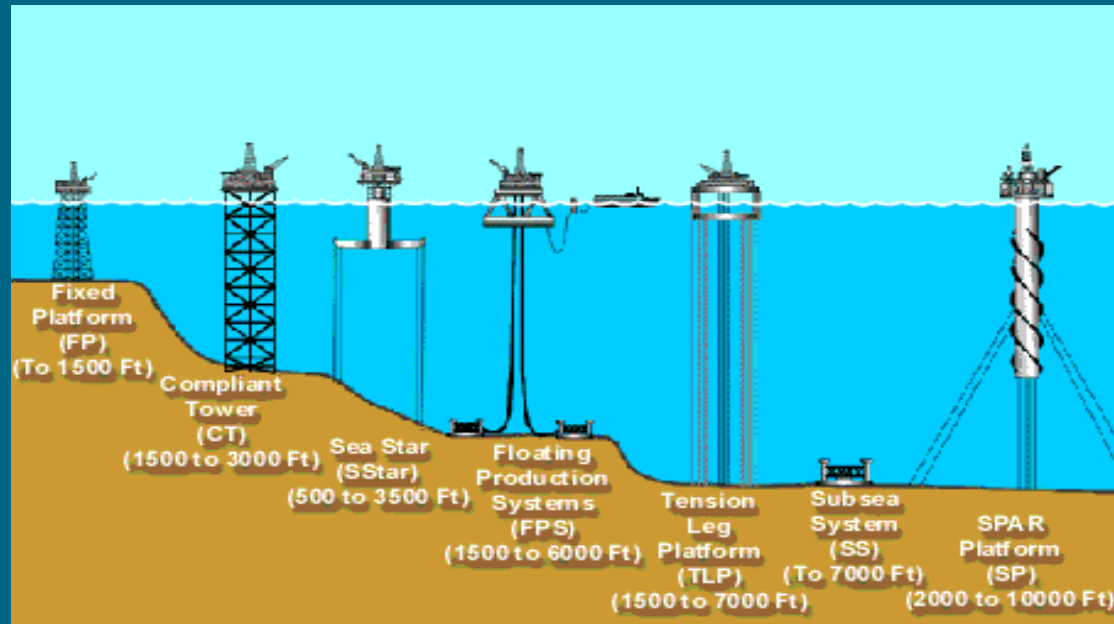 Fixed
Platform
(FP)
(To 1500 Ft)
Compliant
Tower
(CT)
(1500 to 3000 Ft)
Sea Star
(SStar)
(500 to 3500 Ft)
Floating
Production
Systems
(FPS)
(1500 to 6000 Ft)
Tension
Leg
Platform
(TLP)
(1500 to 7000 Ft)
Subsea
System
(SS)
(To 7000 Ft)
SPAR
Platform
(SP)
(2000 to 10000 Ft)